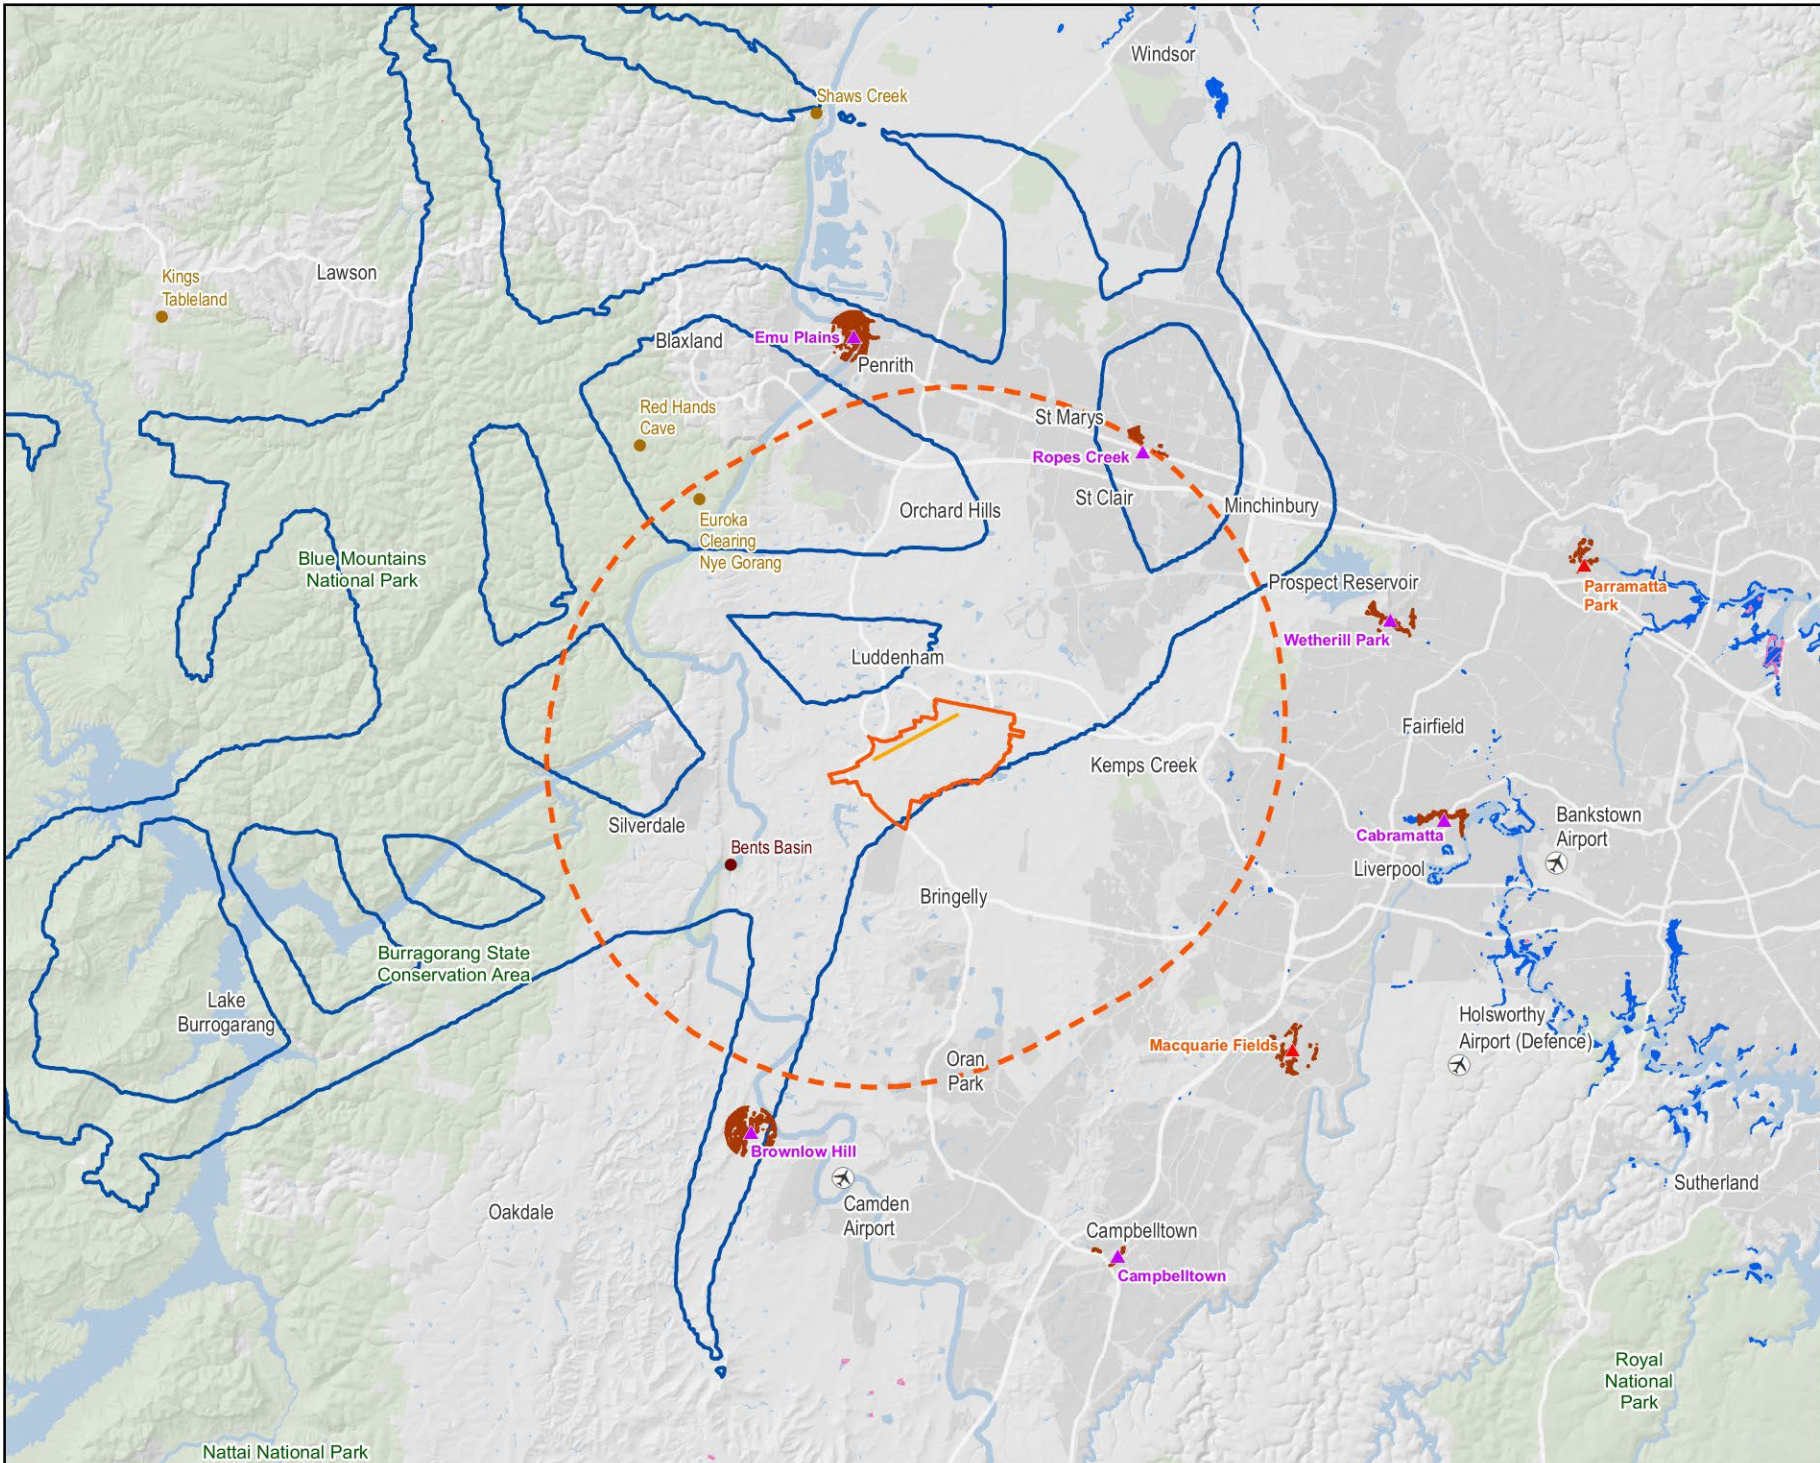 Windsor
Shaws Creek
Kings
Tableland
Lawson
Emu Plains
Blaxland
Penrith
Red Hands
Cave
St Marys
Ropes Creek
St Clair
Orchard Hills
Minchinbury
Euroka
Clearing
Nye Gorang
Blue Mountains
National Park
Prospect Reservoir
Parramatta
Park
Wetherill Park
Luddenham
Fairfield
Kemps Creek
Silverdale
Bents Basin
Cabramatta
Bankstown
Airport
Liverpool
Bringelly
Burragorang State
Conservation Area
Lake
Burrogarang
Holsworthy
Airport (Defence)
Macquarie Fields
Oran
Park
Brownlow Hill
Camden
Airport
Oakdale
Sutherland
Campbelltown
Campbelltown
Royal
National
Park
Nattai National Park